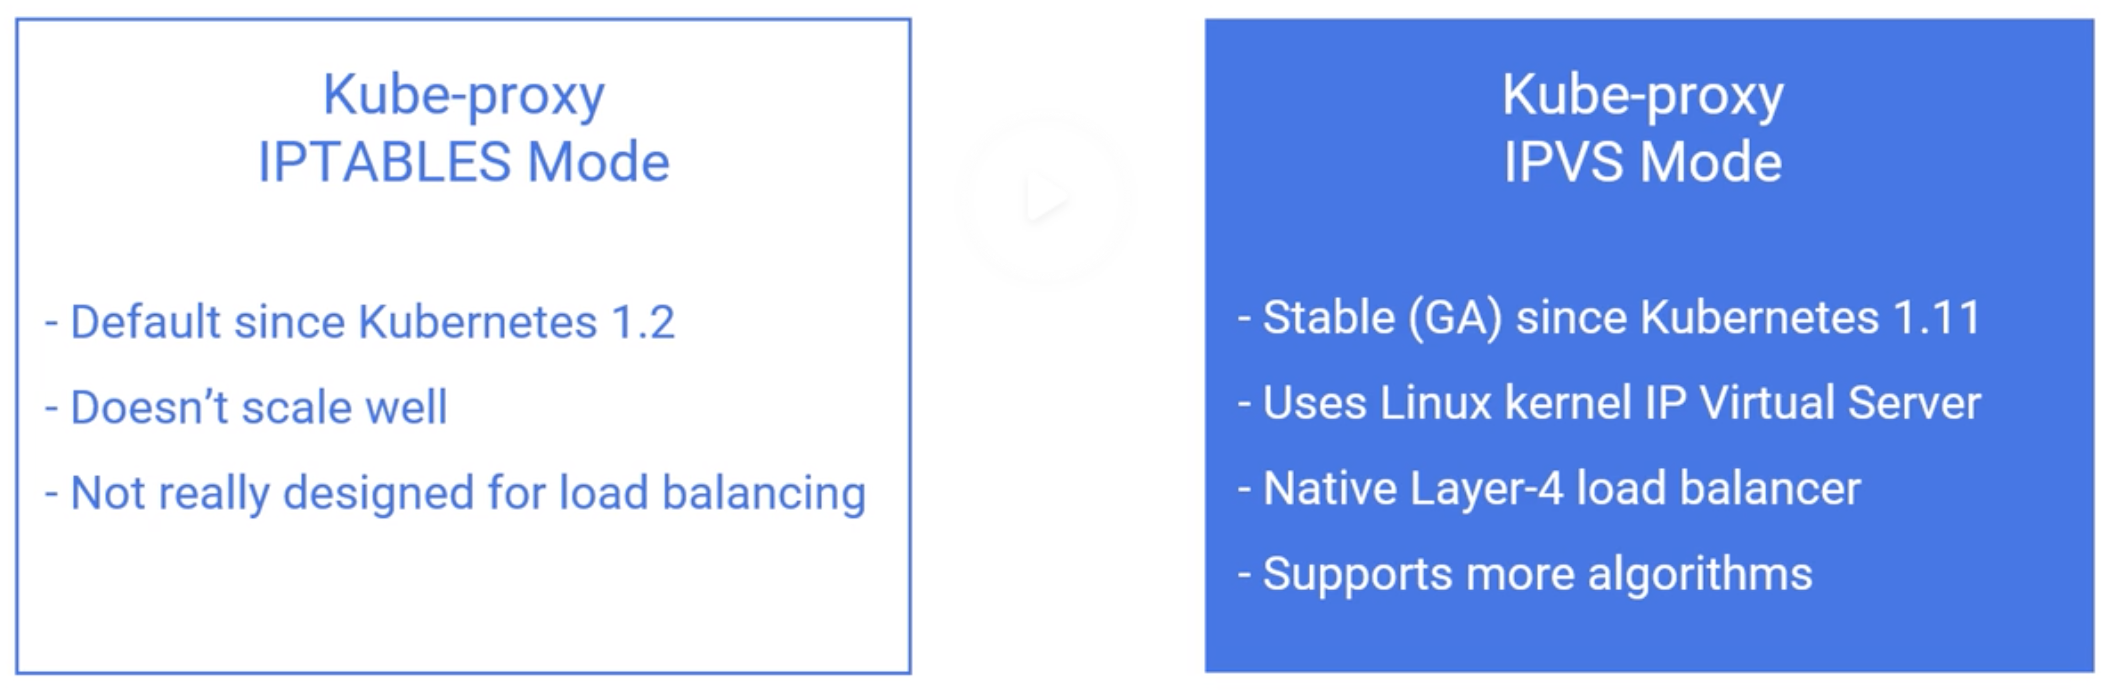 Kube-proxy
IPTABLES Mode
- Default since Kubernetes 1.2
- Doesn’t scale well
- Not really designed for load balancing
Kube-proxy
IPVS Mode
- Stable (GA) since Kubernetes 1.11
- Uses Linux kernel IP Virtual Server
- Native Layer-4 load balancer
- Supports more algorithms